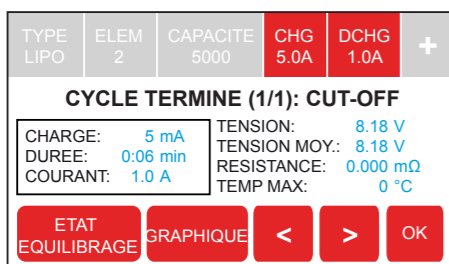 TYPE ELEM CAPACITE CHG DCHG +
LIPO 2 5000 5.0A 1.0A
CYCLE TERMINE (1/1): CUT-OFF
CHARGE: 5 mA
DUREE: 0:06 min
COURANT: 1.0 A
TENSION: 8.18 V
TENSION MOY.: 8.18 V
RESISTANCE: 0.000 mΩ
TEMP MAX: 0 °C
ETAT
EQUILIBRAGE
GRAPHIQUE
< > OK